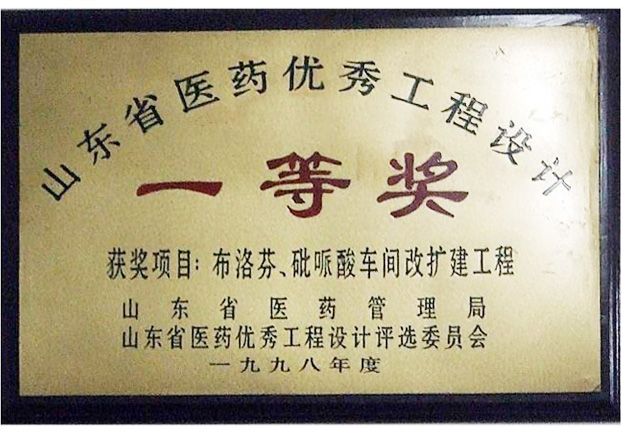 山东省医药优秀工程设计
一等奖
获奖项目：布洛芬、砒哌酸车间改扩建工程
山东省医药管理局
山东省医药优秀工程设计评选委员会
一九九八年度